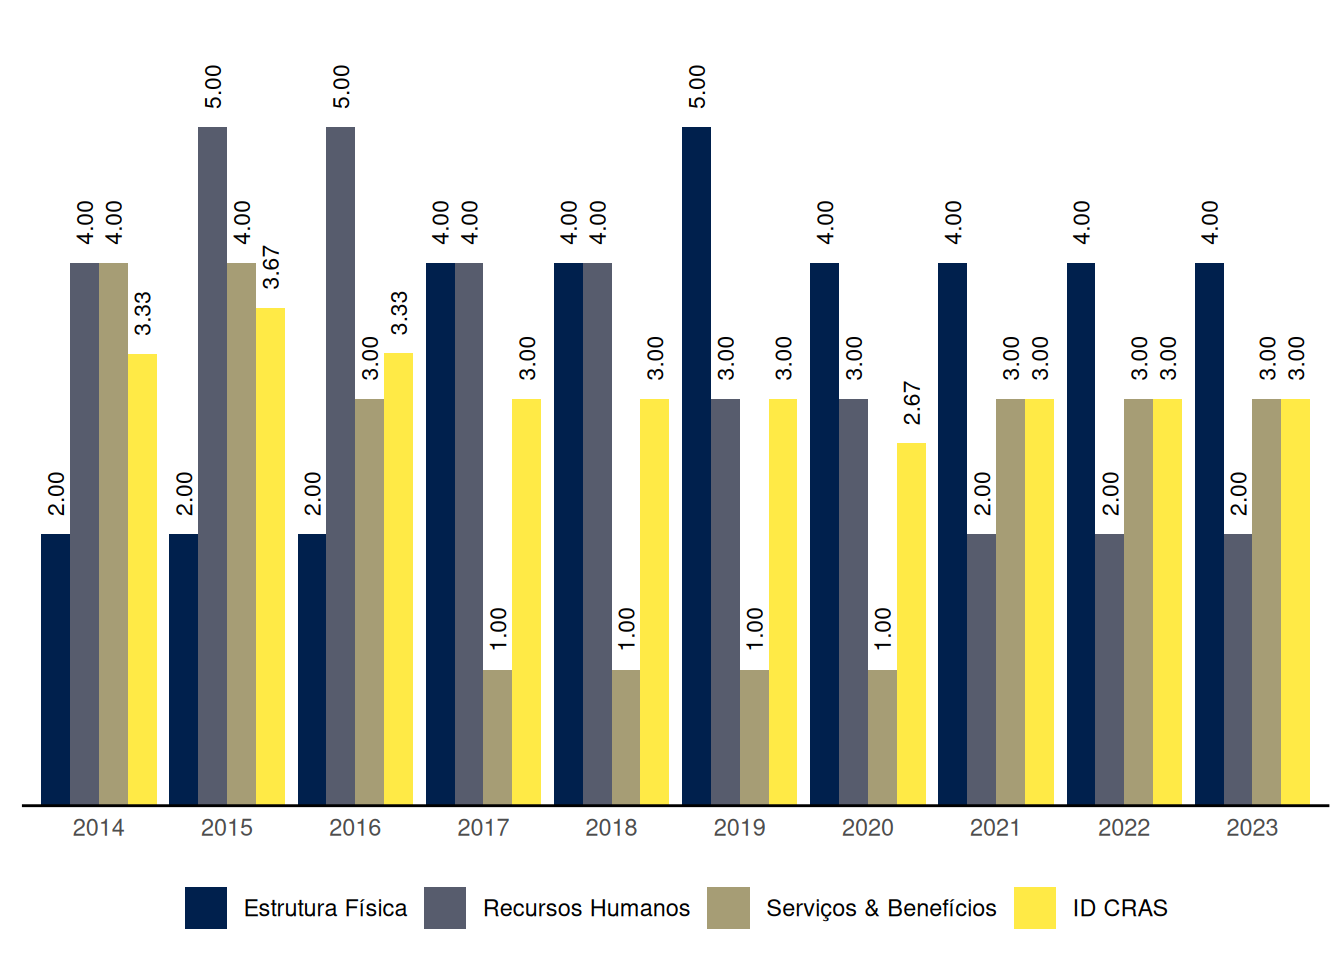 5.00 5.00 5.00
4.00 4.00 4.00 4.00 4.00 4.00 4.00 4.00 4.00 4.00 4.00
3.67
3.33 3.33
3.00 3.00 3.00 3.00 3.00 3.00 3.00 3.00 3.00 3.00 3.00 3.00
2.67
2.00 2.00 2.00 2.00 2.00 2.00
1.00 1.00 1.00 1.00
2014 2015 2016 2017 2018 2019 2020 2021 2022 2023
Estrutura Física Recursos Humanos Serviços & Benefícios ID CRAS